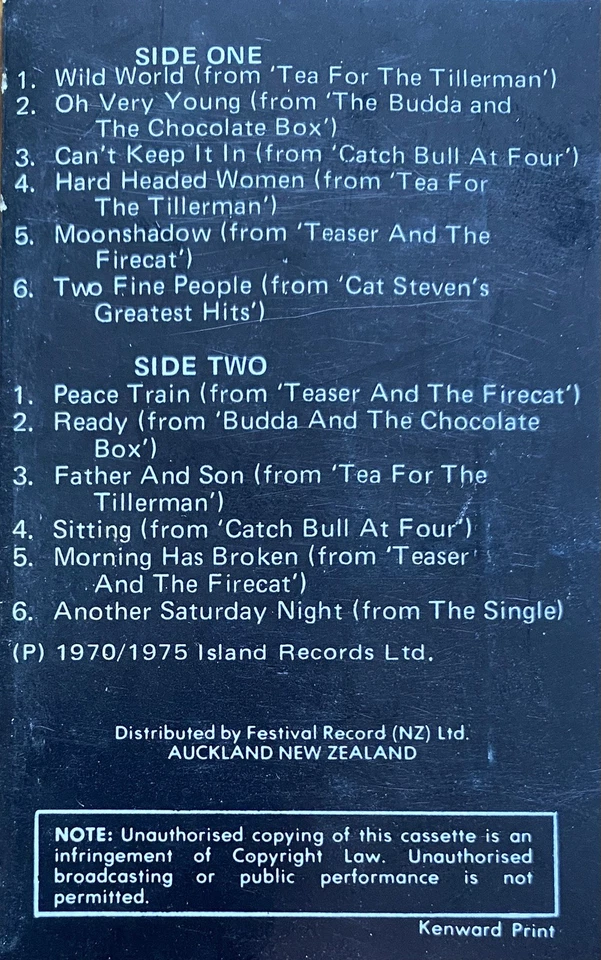 SIDE ONE
1. Wild World (from 'Tea For The Tillerman')
2. Oh Very Young (from 'The Budda and
The Chocolate Box')
3. Can't Keep It In (from 'Catch Bull At Four')
4. Hard Headed Women (from 'Tea For
The Tillerman')
5. Moonshadow (from 'Teaser And The
Firecat')
6. Two Fine People (from 'Cat Steven's
Greatest Hits')
SIDE TWO
1. Peace Train (from 'Teaser And The Firecat')
2. Ready (from 'Budda And The Chocolate
Box')
3. Father And Son (from 'Tea For The
Tillerman')
4. Sitting (from 'Catch Bull At Four')
5. Morning Has Broken (from 'Teaser
And The Firecat')
6. Another Saturday Night (from The Single)
(P) 1970/1975 Island Records Ltd.
Distributed by Festival Record (NZ) Ltd.
AUCKLAND NEW ZEALAND
NOTE: Unauthorised copying of this cassette is an
infringement of Copyright Law. Unauthorised
broadcasting or public performance is not
permitted.
Kenward Print